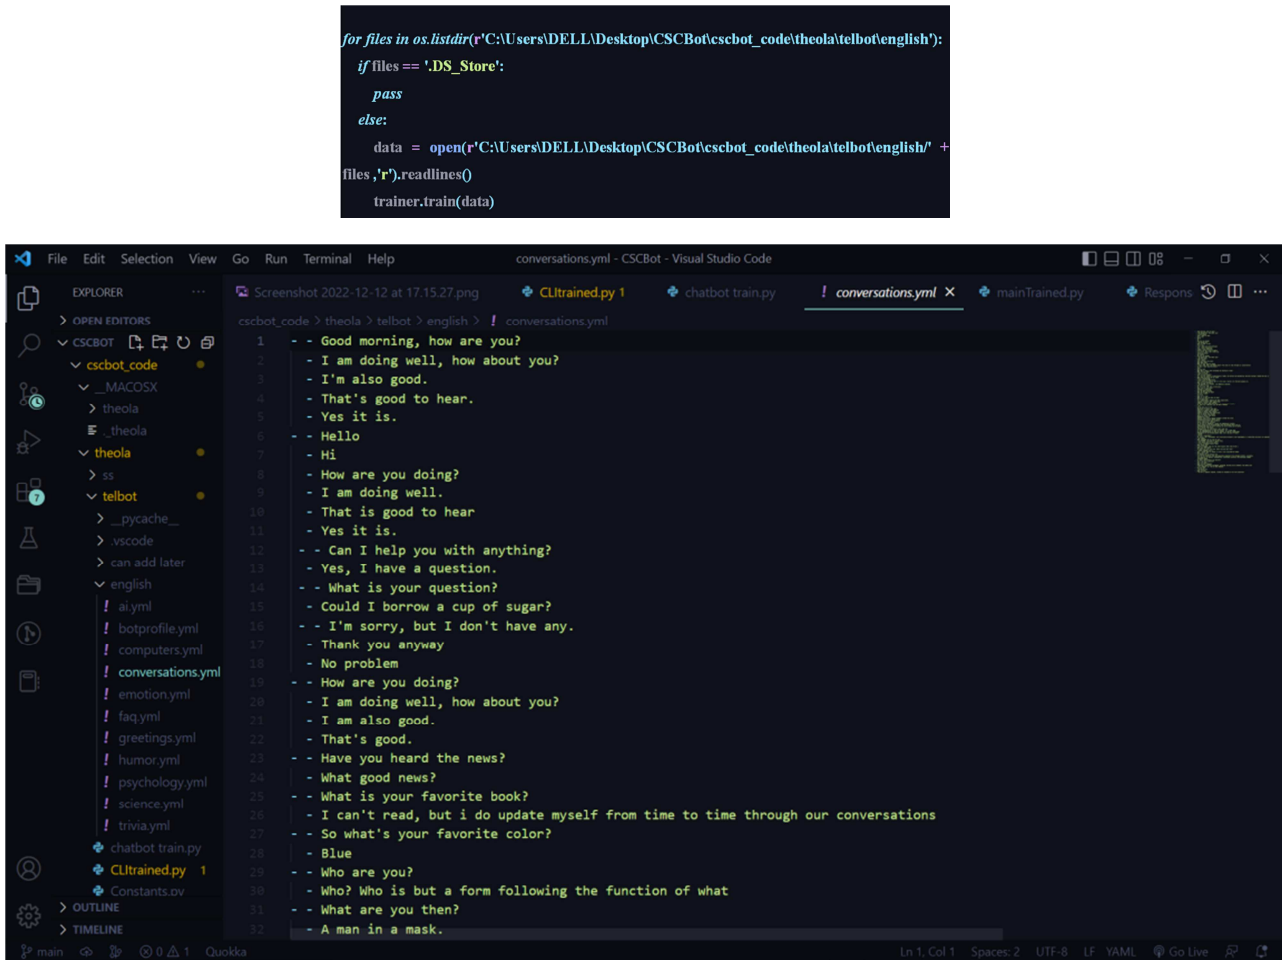 for files in os.listdir(r'C:\Users\DELL\Desktop\CSCBot\cscbot_code\theola\telbot\english'):
if files == '.DS_Store':
pass
else:
data = open(r'C:\Users\DELL\Desktop\CSCBot\cscbot_code\theola\telbot\english/' +
files ,'r').readlines()
trainer.train(data)
File Edit Selection View Go Run Terminal Help
conversations.yml - CSCBot - Visual Studio Code
EXPLORER
Screenshot 2022-12-12 at 17.15.27.png
CLItrained.py 1
chatbot train.py
! conversations.yml
mainTrained.py
Respons
OPEN EDITORS
cscbot_code > theola > telbot > english > ! conversations.yml
CSCBOT
cscbot_code
__MACOSX
theola
._theola
theola
ss
telbot
__pycache__
.vscode
can add later
english
! ai.yml
! botprofile.yml
! computers.yml
! conversations.yml
! emotion.yml
! faq.yml
! greetings.yml
! humor.yml
! psychology.yml
! science.yml
! trivia.yml
chatbot train.py
CLItrained.py 1
Constants.py
OUTLINE
TIMELINE
7
1 - - Good morning, how are you?
2 - I am doing well, how about you?
3 - I'm also good.
4 - That's good to hear.
5 - Yes it is.
6 - - Hello
7 - Hi
8 - How are you doing?
9 - I am doing well.
10 - That is good to hear
11 - Yes it is.
12 - - Can I help you with anything?
13 - Yes, I have a question.
14 - - What is your question?
15 - Could I borrow a cup of sugar?
16 - - I'm sorry, but I don't have any.
17 - Thank you anyway
18 - No problem
19 - - How are you doing?
20 - I am doing well, how about you?
21 - I am also good.
22 - That's good.
23 - - Have you heard the news?
24 - What good news?
25 - - What is your favorite book?
26 - I can't read, but i do update myself from time to time through our conversations
27 - - So what's your favorite color?
28 - Blue
29 - - Who are you?
30 - Who? Who is but a form following the function of what
31 - - What are you then?
32 - A man in a mask.
main 0 1 Quokka
Ln 1, Col 1 Spaces: 2 UTF-8 LF YAML Go Live